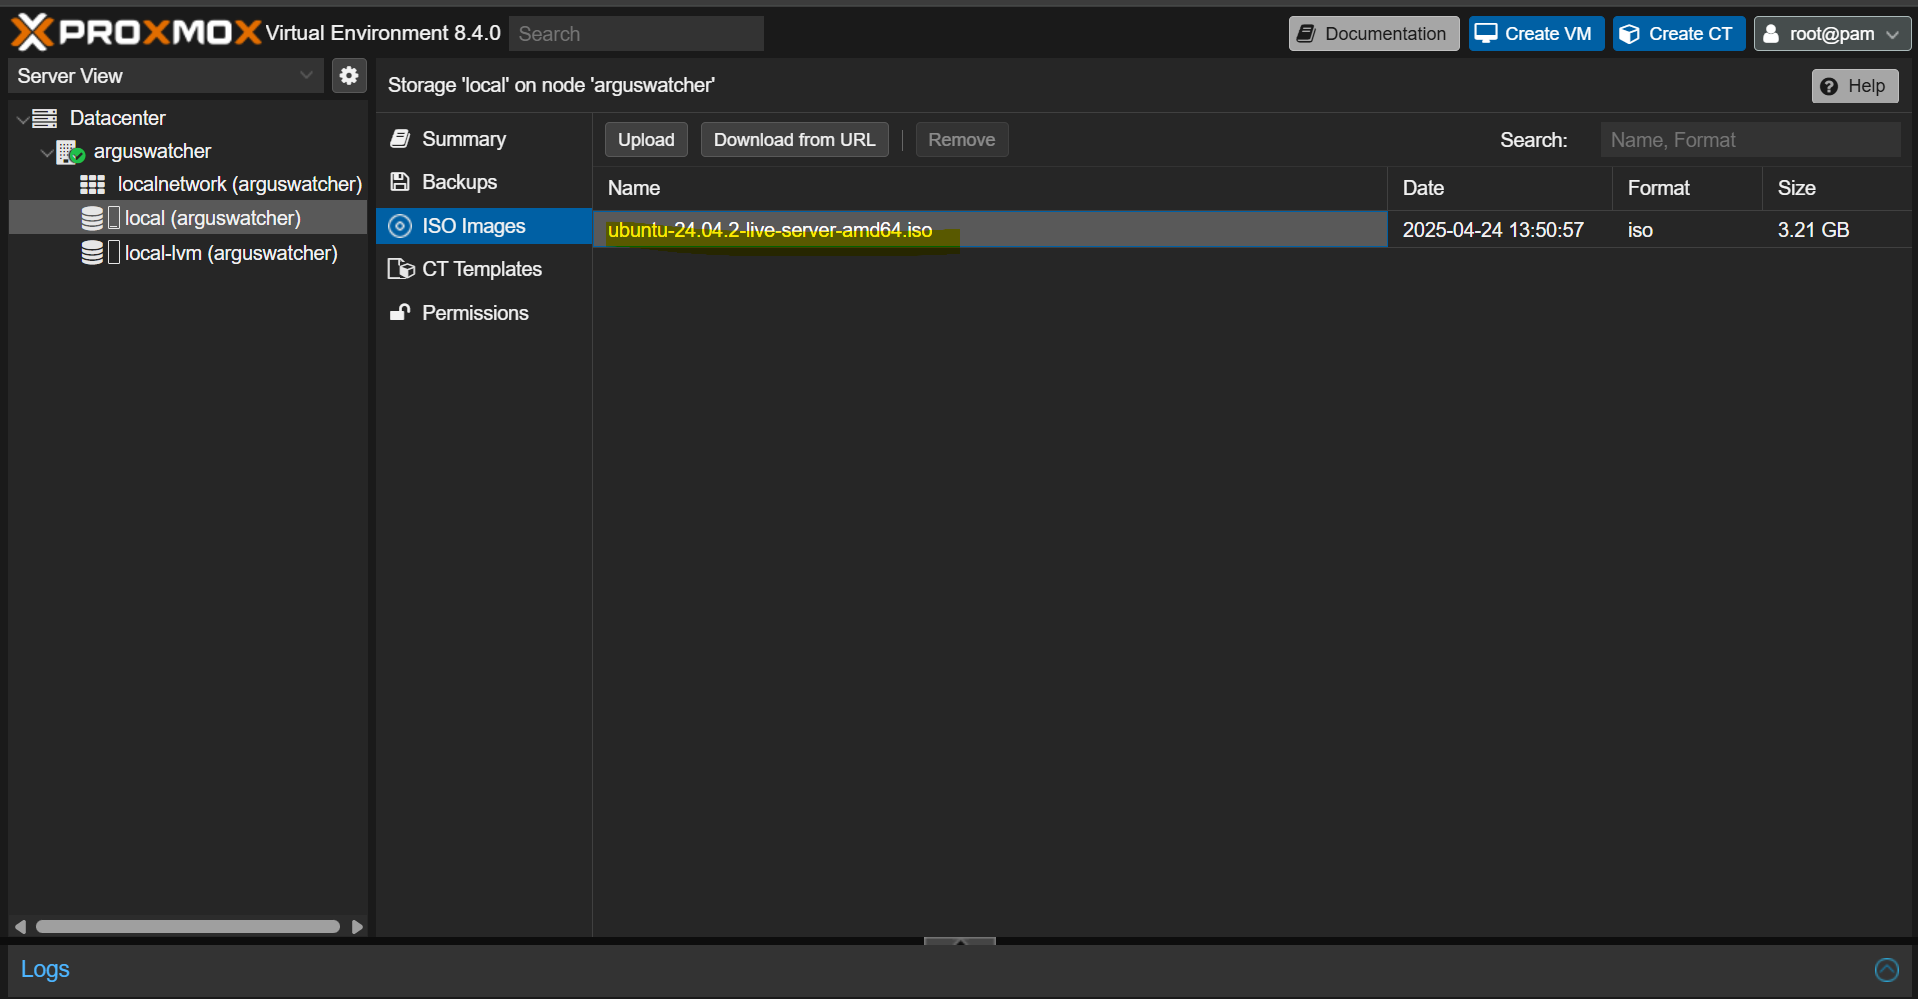 PROXMOX Virtual Environment 8.4.0 Search Documentation Create VM Create CT root@pam
Server View
Storage 'local' on node 'arguswatcher' Help
Datacenter
arguswatcher
localnetwork (arguswatcher)
local (arguswatcher)
local-lvm (arguswatcher)
Summary
Backups
ISO Images
CT Templates
Permissions
Upload Download from URL Remove Search: Name, Format
Name Date Format Size
ubuntu-24.04.2-live-server-amd64.iso 2025-04-24 13:50:57 iso 3.21 GB
Logs